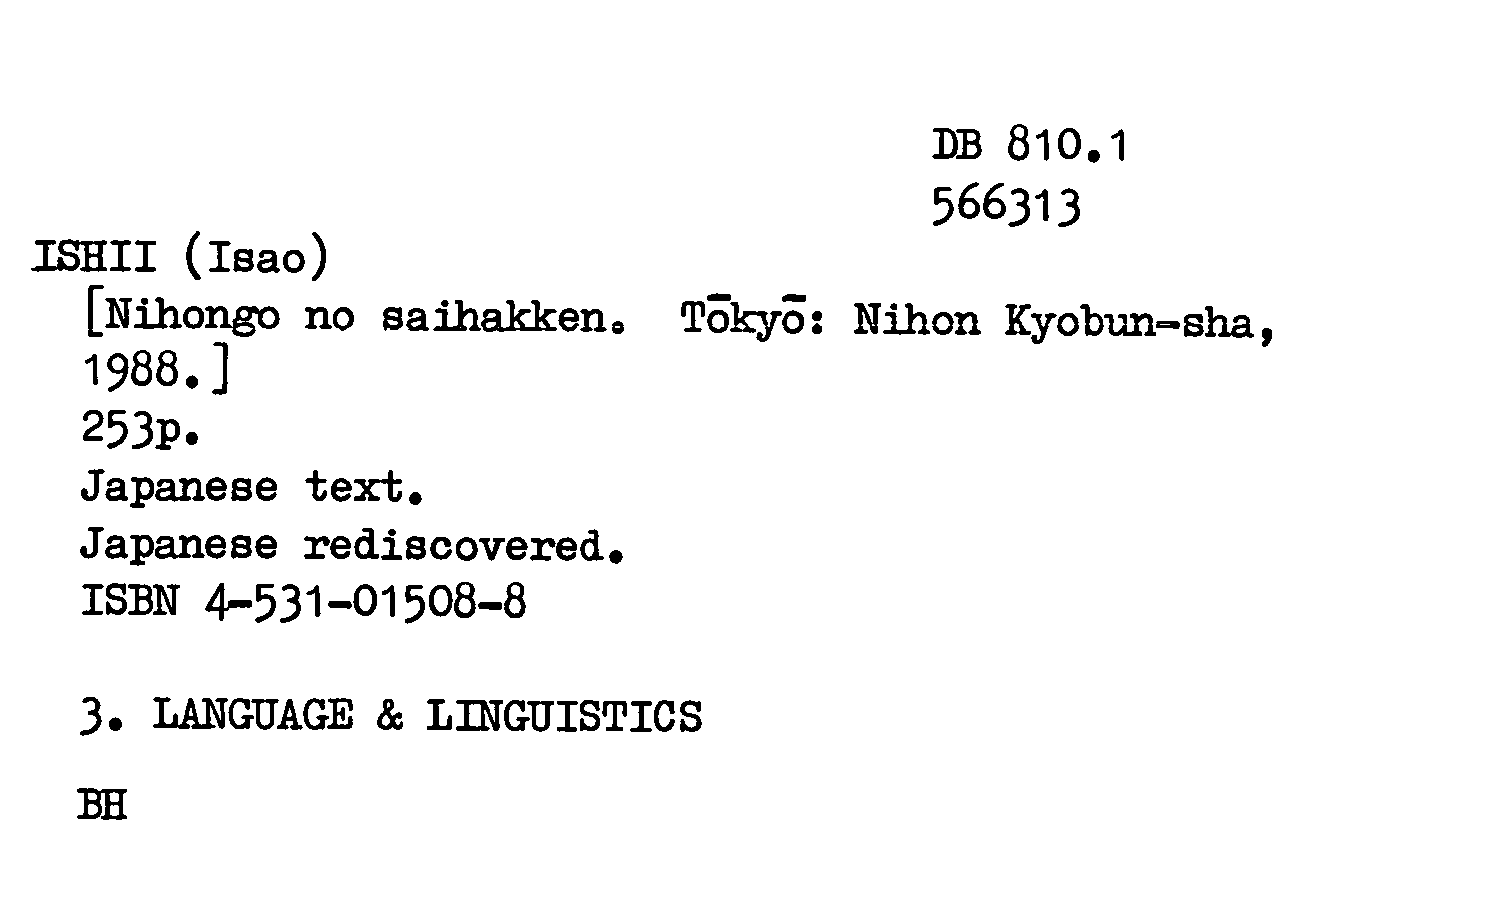 DB 810.1
566313
ISHII (Isao)
[Nihongo no saihakken. Tōkyō: Nihon Kyobun-sha,
1988.]
253p.
Japanese text.
Japanese rediscovered.
ISBN 4-531-01508-8
3. LANGUAGE & LINGUISTICS
BH